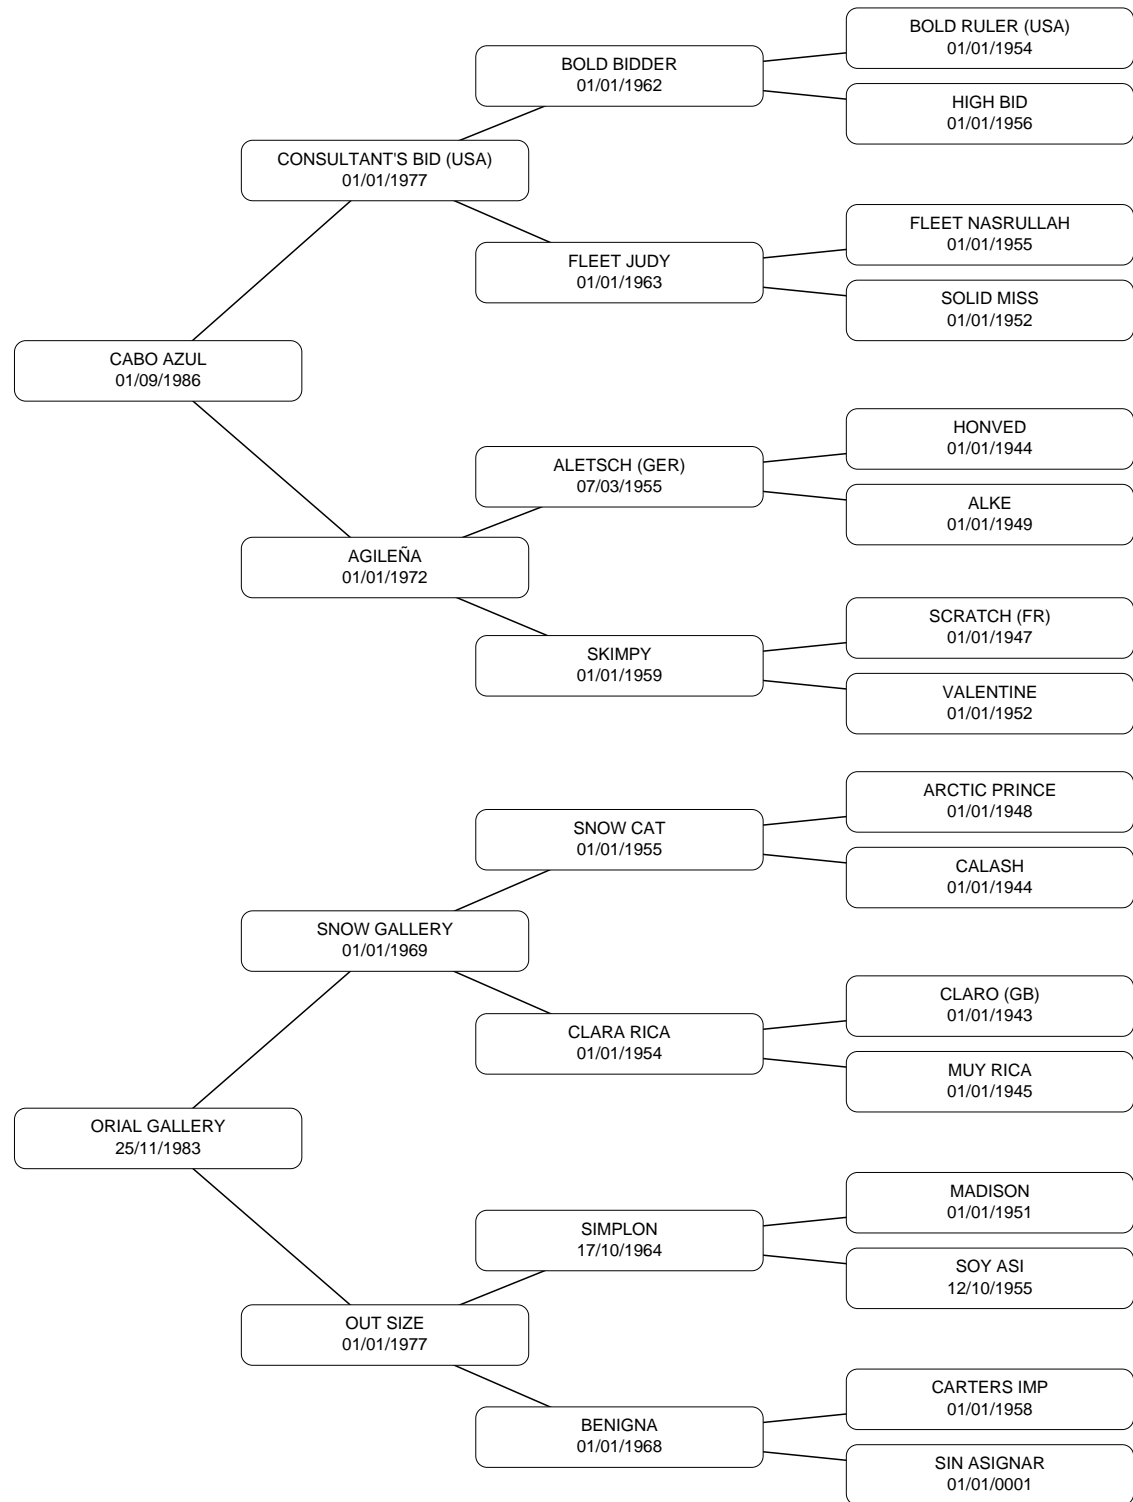 BOLD RULER (USA)
01/01/1954
BOLD BIDDER
01/01/1962
HIGH BID
01/01/1956
CONSULTANT'S BID (USA)
01/01/1977
FLEET NASRULLAH
01/01/1955
FLEET JUDY
01/01/1963
SOLID MISS
01/01/1952
CABO AZUL
01/09/1986
HONVED
01/01/1944
ALETSCH (GER)
07/03/1955
ALKE
01/01/1949
AGILEÑA
01/01/1972
SCRATCH (FR)
01/01/1947
SKIMPY
01/01/1959
VALENTINE
01/01/1952
ARCTIC PRINCE
01/01/1948
SNOW CAT
01/01/1955
CALASH
01/01/1944
SNOW GALLERY
01/01/1969
CLARO (GB)
01/01/1943
CLARA RICA
01/01/1954
MUY RICA
01/01/1945
ORIAL GALLERY
25/11/1983
MADISON
01/01/1951
SIMPLON
17/10/1964
SOY ASI
12/10/1955
OUT SIZE
01/01/1977
CARTERS IMP
01/01/1958
BENIGNA
01/01/1968
SIN ASIGNAR
01/01/0001